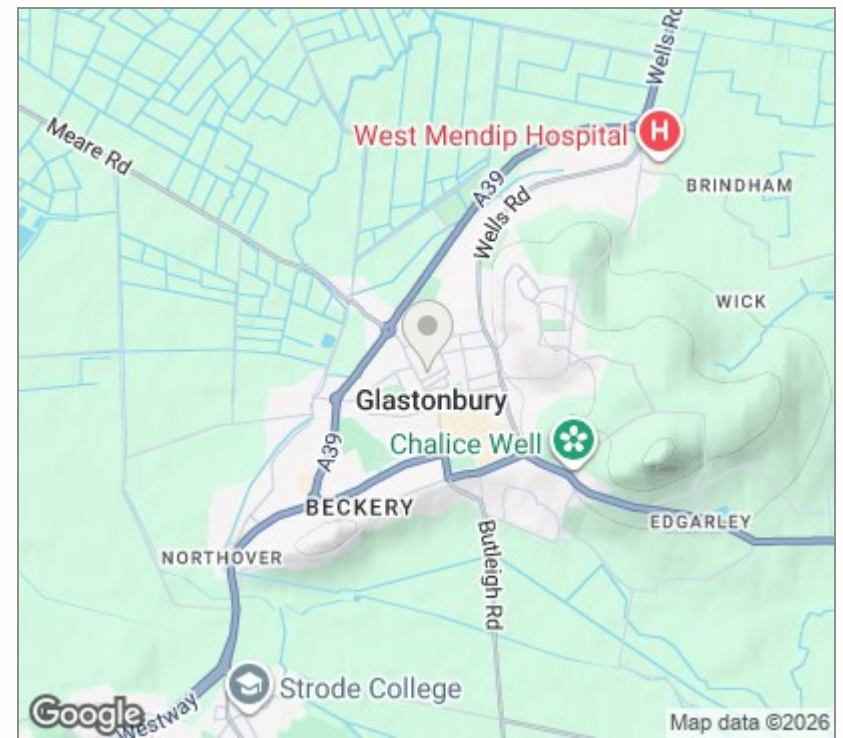 Wells Rd
Meare Rd
West Mendip Hospital
H
A39
BRINDHAM
Wells Rd
WICK
Glastonbury
Chalice Well
A39
BECKERY
EDGARLEY
NORTHOVER
Butleigh Rd
Strode College
Westway
Google
Map data ©2026